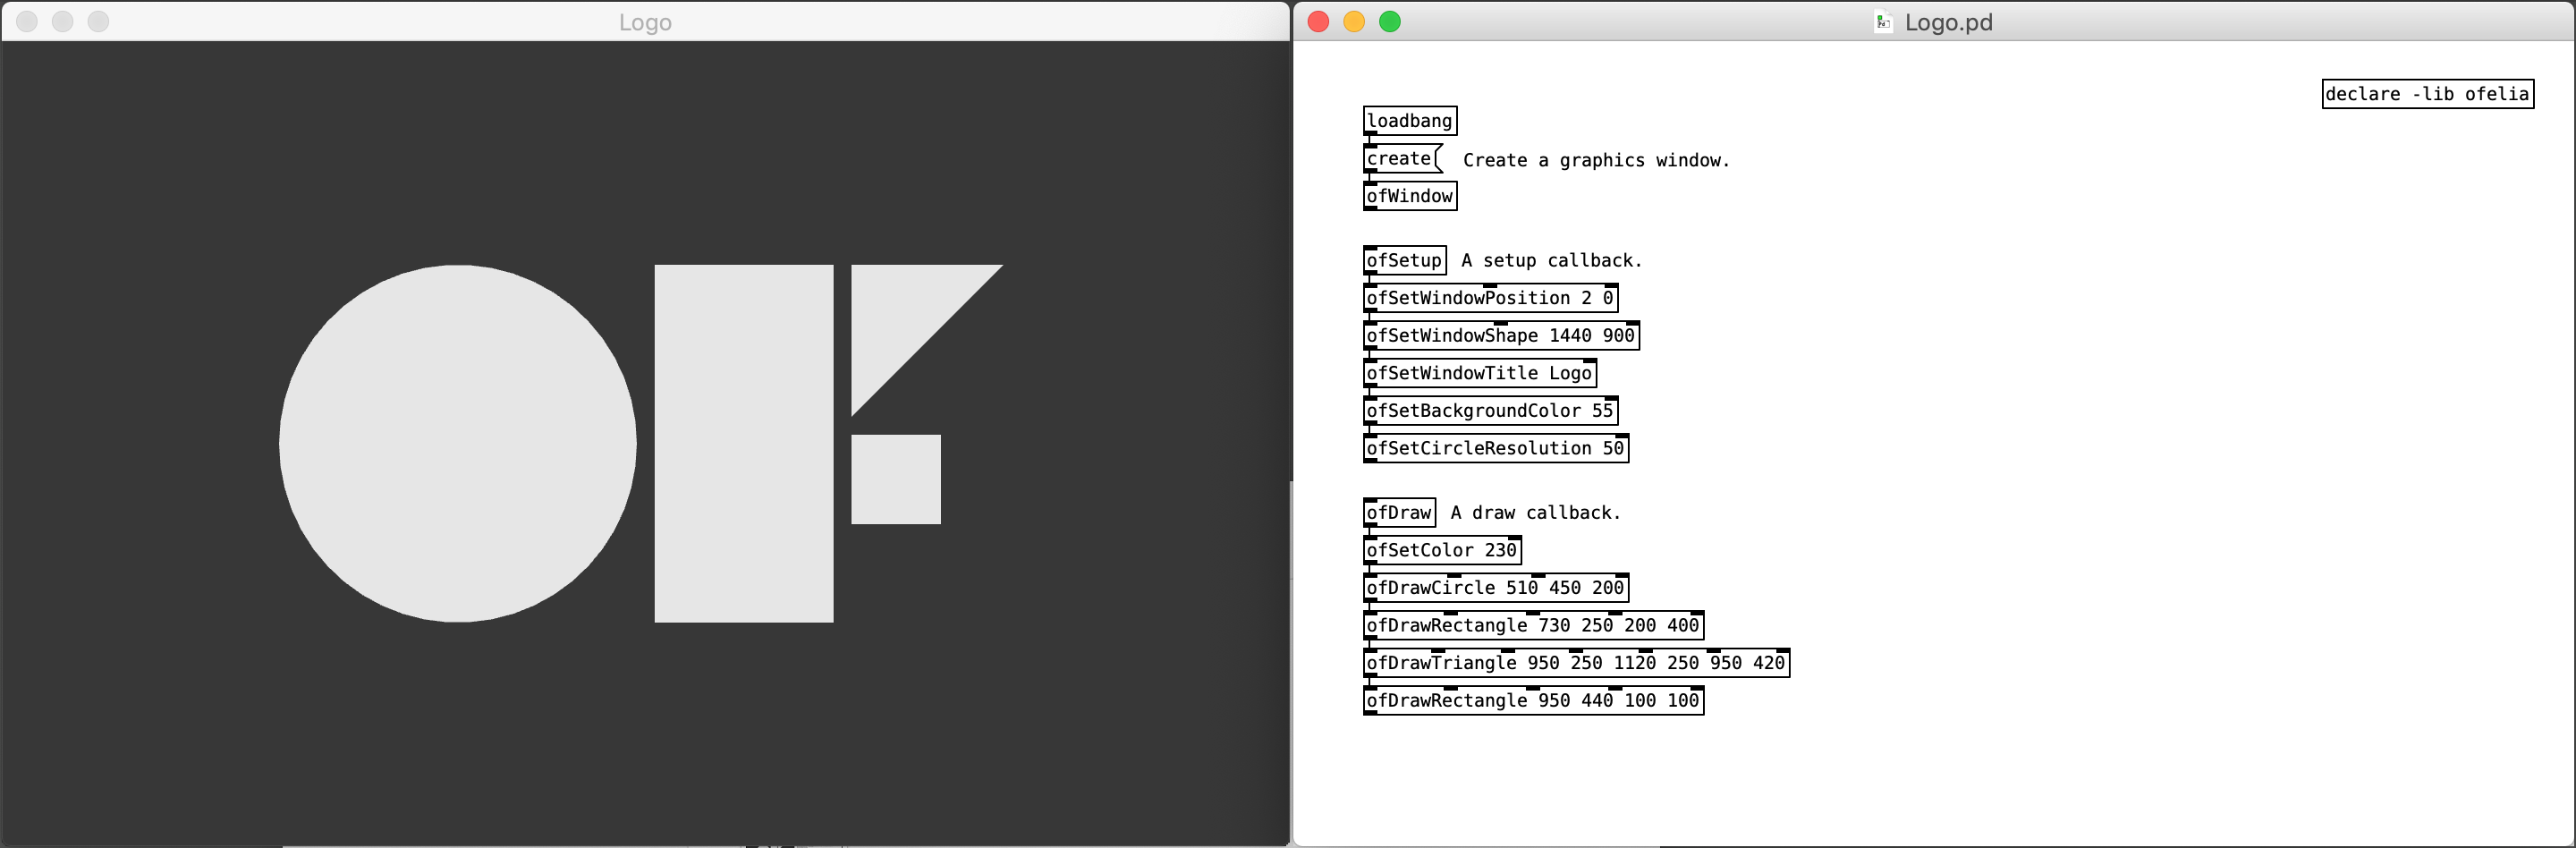 Logo
Logo.pd
declare -lib ofelia
loadbang
create Create a graphics window.
ofWindow
ofSetup A setup callback.
ofSetWindowPosition 2 0
ofSetWindowShape 1440 900
ofSetWindowTitle Logo
ofSetBackgroundColor 55
ofSetCircleResolution 50
ofDraw A draw callback.
ofSetColor 230
ofDrawCircle 510 450 200
ofDrawRectangle 730 250 200 400
ofDrawTriangle 950 250 1120 250 950 420
ofDrawRectangle 950 440 100 100